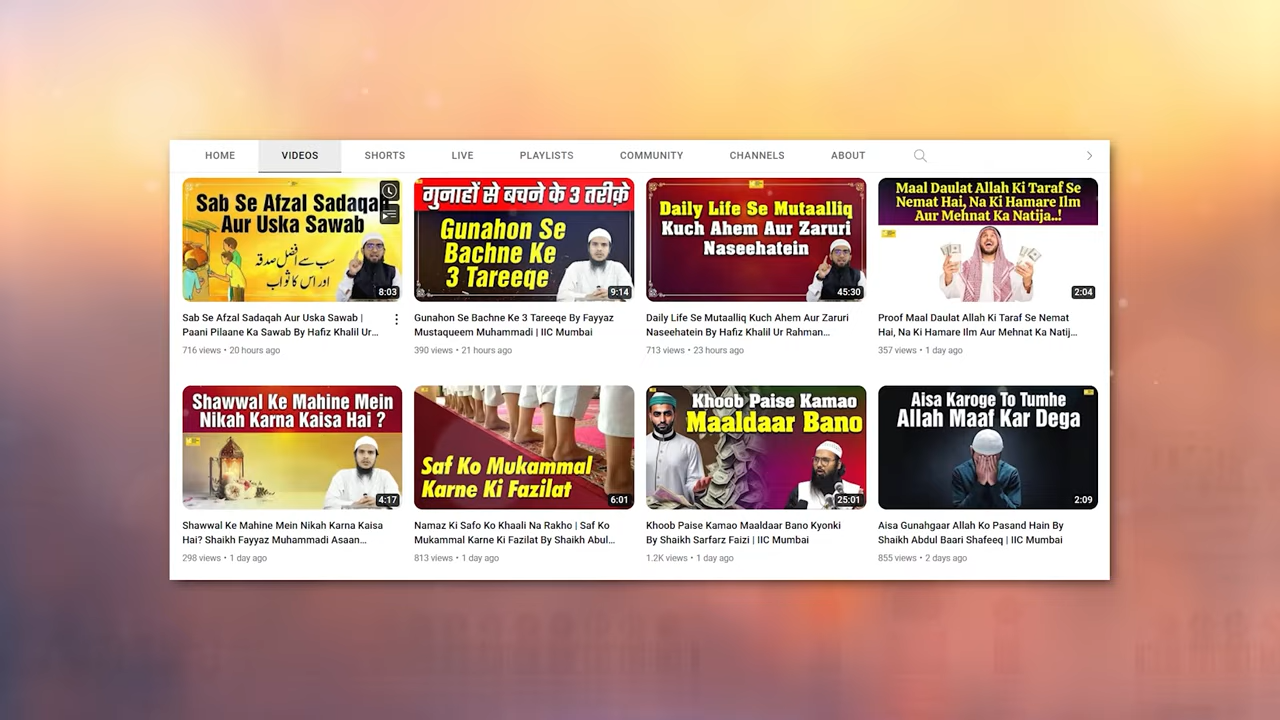 HOME
VIDEOS
SHORTS
LIVE
PLAYLISTS
COMMUNITY
CHANNELS
ABOUT
Sab Se Afzal Sadaqah
Aur Uska Sawab
سب سے افضل صدقہ
اور اس کا ثواب
8:03
Sab Se Afzal Sadaqah Aur Uska Sawab |
Paani Pilaane Ka Sawab By Hafiz Khalil Ur...
716 views • 20 hours ago
गुनाहों से बचने के 3 तरीक़े
Gunahon Se
Bachne Ke
3 Tareeqe
9:14
Gunahon Se Bachne Ke 3 Tareeqe By Fayyaz
Mustaqueem Muhammadi | IIC Mumbai
390 views • 21 hours ago
Daily Life Se Mutaalliq
Kuch Ahem Aur Zaruri
Naseehatein
45:30
Daily Life Se Mutaalliq Kuch Ahem Aur Zaruri
Naseehatein By Hafiz Khalil Ur Rahman...
713 views • 23 hours ago
Maal Daulat Allah Ki Taraf Se
Nemat Hai, Na Ki Hamare Ilm
Aur Mehnat Ka Natija..!
2:04
Proof Maal Daulat Allah Ki Taraf Se Nemat
Hai, Na Ki Hamare Ilm Aur Mehnat Ka Natij...
357 views • 1 day ago
Shawwal Ke Mahine Mein
Nikah Karna Kaisa Hai ?
4:17
Shawwal Ke Mahine Mein Nikah Karna Kaisa
Hai? Shaikh Fayyaz Muhammadi Asaan...
298 views • 1 day ago
Saf Ko Mukammal
Karne Ki Fazilat
6:01
Namaz Ki Safo Ko Khaali Na Rakho | Saf Ko
Mukammal Karne Ki Fazilat By Shaikh Abul...
813 views • 1 day ago
Khoob Paise Kamao
Maaldaar Bano
25:01
Khoob Paise Kamao Maaldaar Bano Kyonki
By Shaikh Sarfarz Faizi | IIC Mumbai
1.2K views • 1 day ago
Aisa Karoge To Tumhe
Allah Maaf Kar Dega
2:09
Aisa Gunahgaar Allah Ko Pasand Hain By
Shaikh Abdul Baari Shafeeq | IIC Mumbai
855 views • 2 days ago